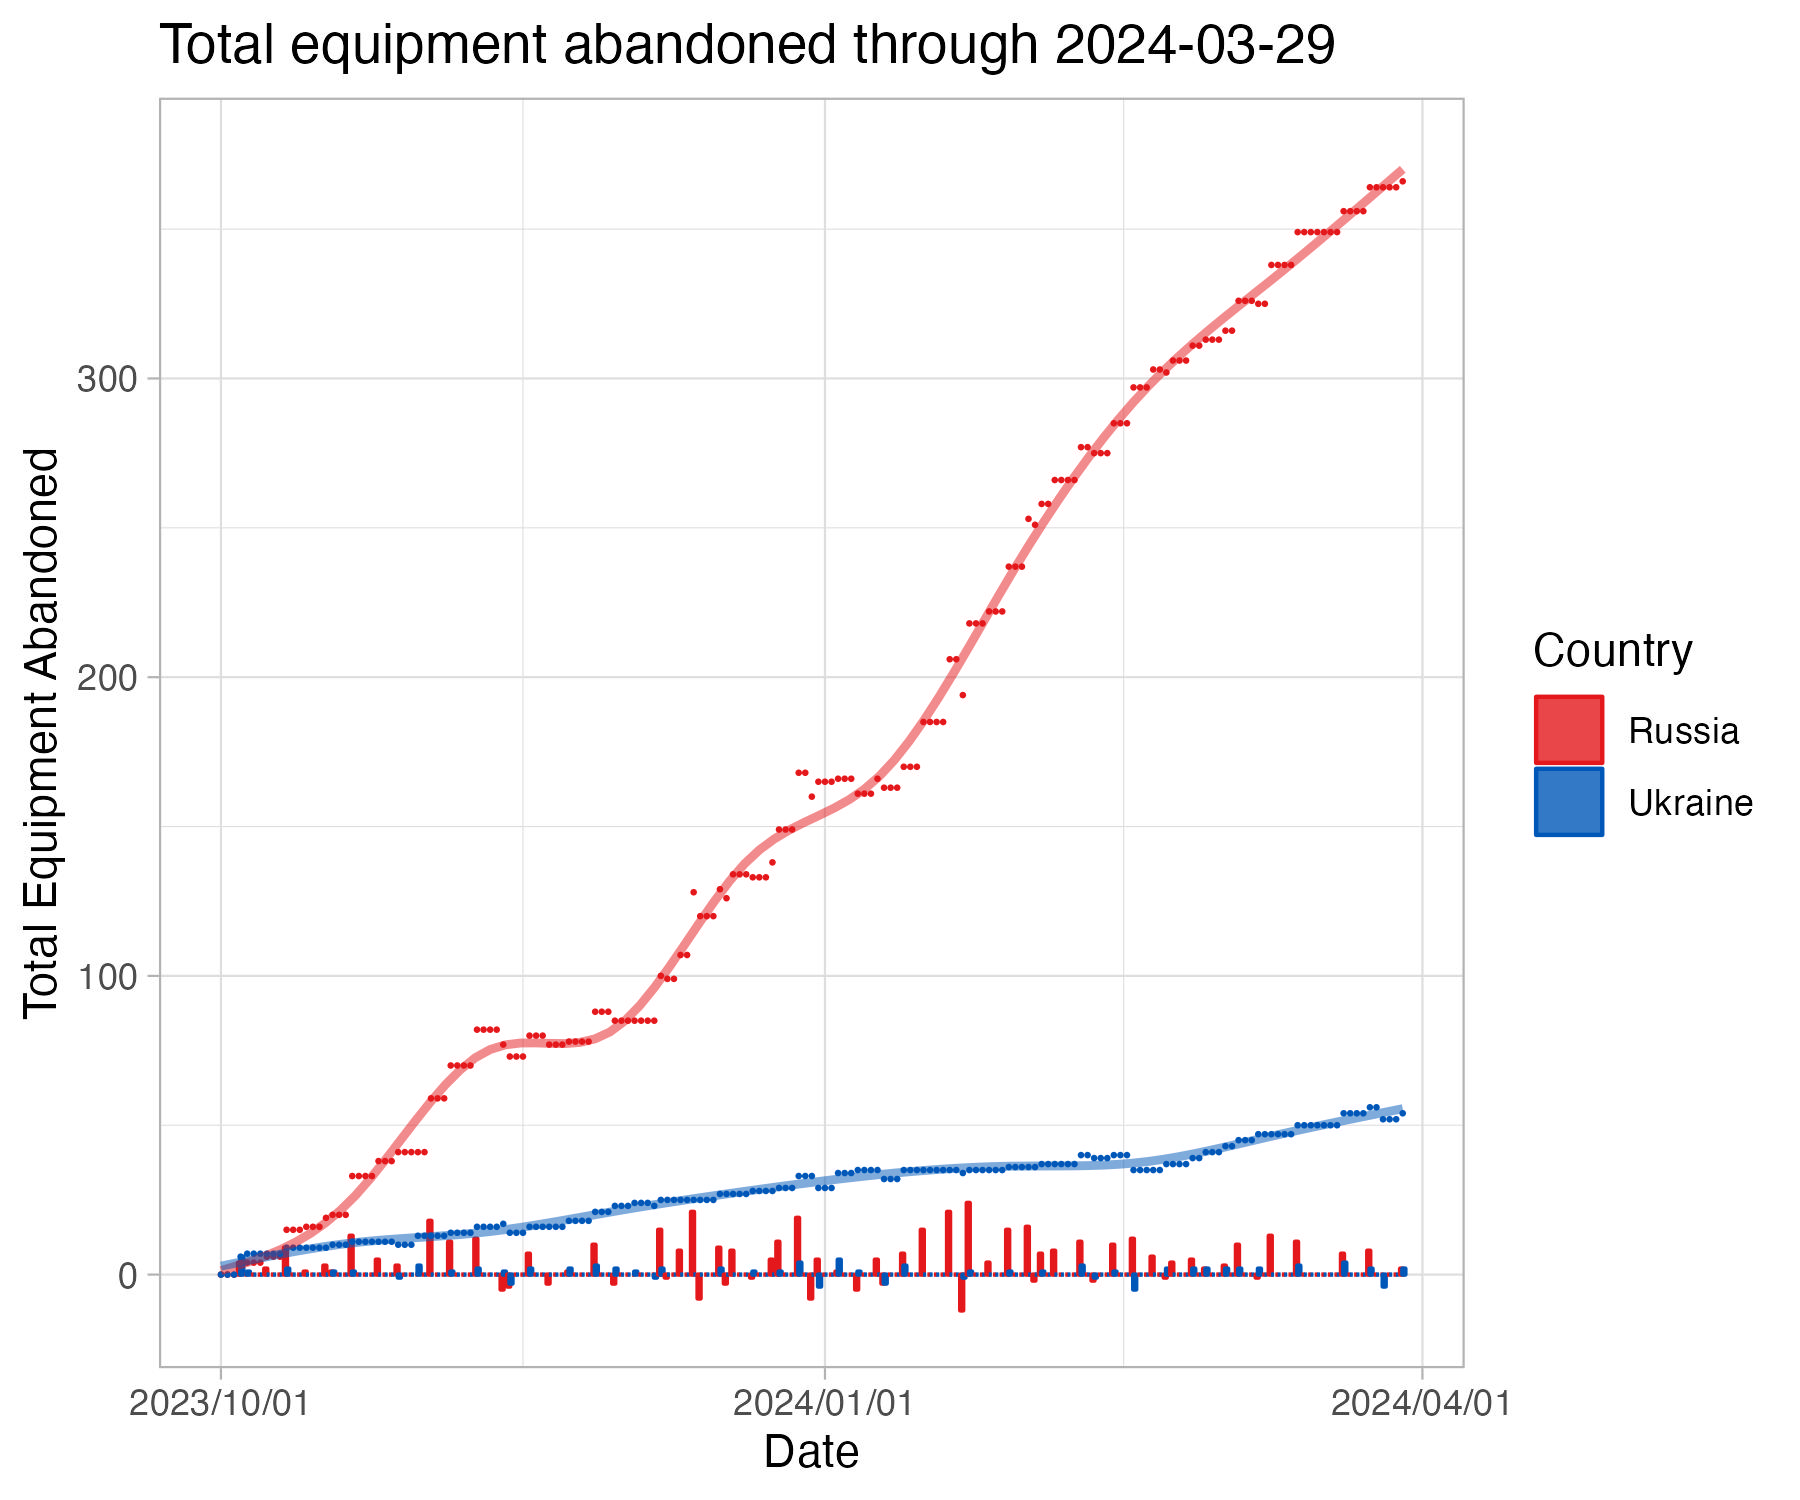 Total equipment abandoned through 2024-03-29
Total Equipment Abandoned
300
200
100
0
2023/10/01
2024/01/01
2024/04/01
Date
Country
Russia
Ukraine